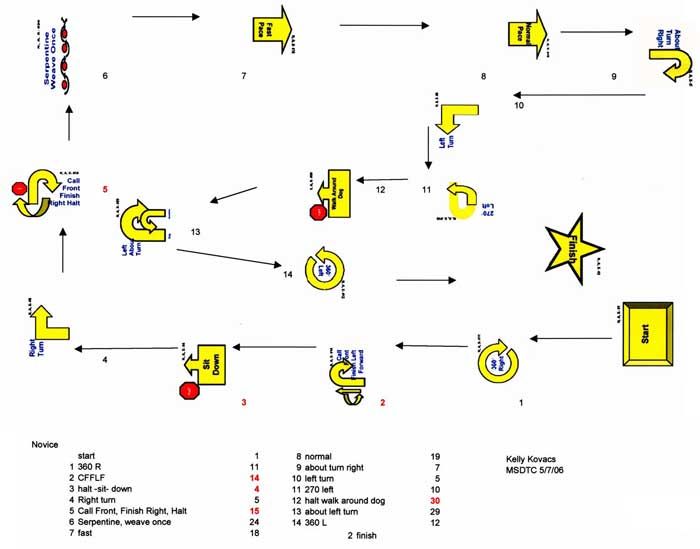 Serpentine
Weave Once
6
Fast
Pace
7
Normal
Pace
8
About
Turn
Right
9
10
Left
Turn
Call
Front
Finish
Right Halt
5
Left
About
Turn
13
Walk Around
Dog
12
11
270°
Left
360°
Left
14
Finish
Start
Right
Turn
4
Sit
Down
3
Call
Front
Finish Left
Forward
2
360°
Right
1
Novice
start 1
1 360 R 11
2 CFFLF 14
3 halt -sit- down 4
4 Right turn 5
5 Call Front, Finish Right, Halt 15
6 Serpentine, weave once 24
7 fast 18
8 normal 19
9 about turn right 7
10 left turn 5
11 270 left 10
12 halt walk around dog 30
13 about left turn 29
14 360 L 12
2 finish
Kelly Kovacs
MSDTC 5/7/06